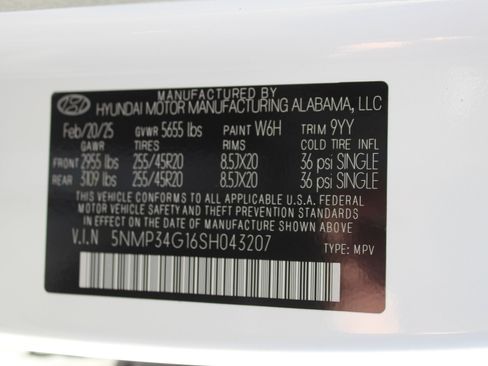 MANUFACTURED BY
HYUNDAI MOTOR MANUFACTURING ALABAMA, LLC
Feb/20/25 GVWR 5655 lbs PAINT W6H TRIM 9YY
GAWR TIRES RIMS COLD TIRE INFL
FRONT 2955 lbs 255/45R20 8.5JX20 36 psi SINGLE
REAR 3109 lbs 255/45R20 8.5JX20 36 psi SINGLE
THIS VEHICLE CONFORMS TO ALL APPLICABLE U.S.A. FEDERAL
MOTOR VEHICLE SAFETY AND THEFT PREVENTION STANDARDS
IN EFFECT ON THE DATE OF MANUFACTURE SHOWN ABOVE
V.I.N 5NMP34G16SH043207 TYPE: MPV